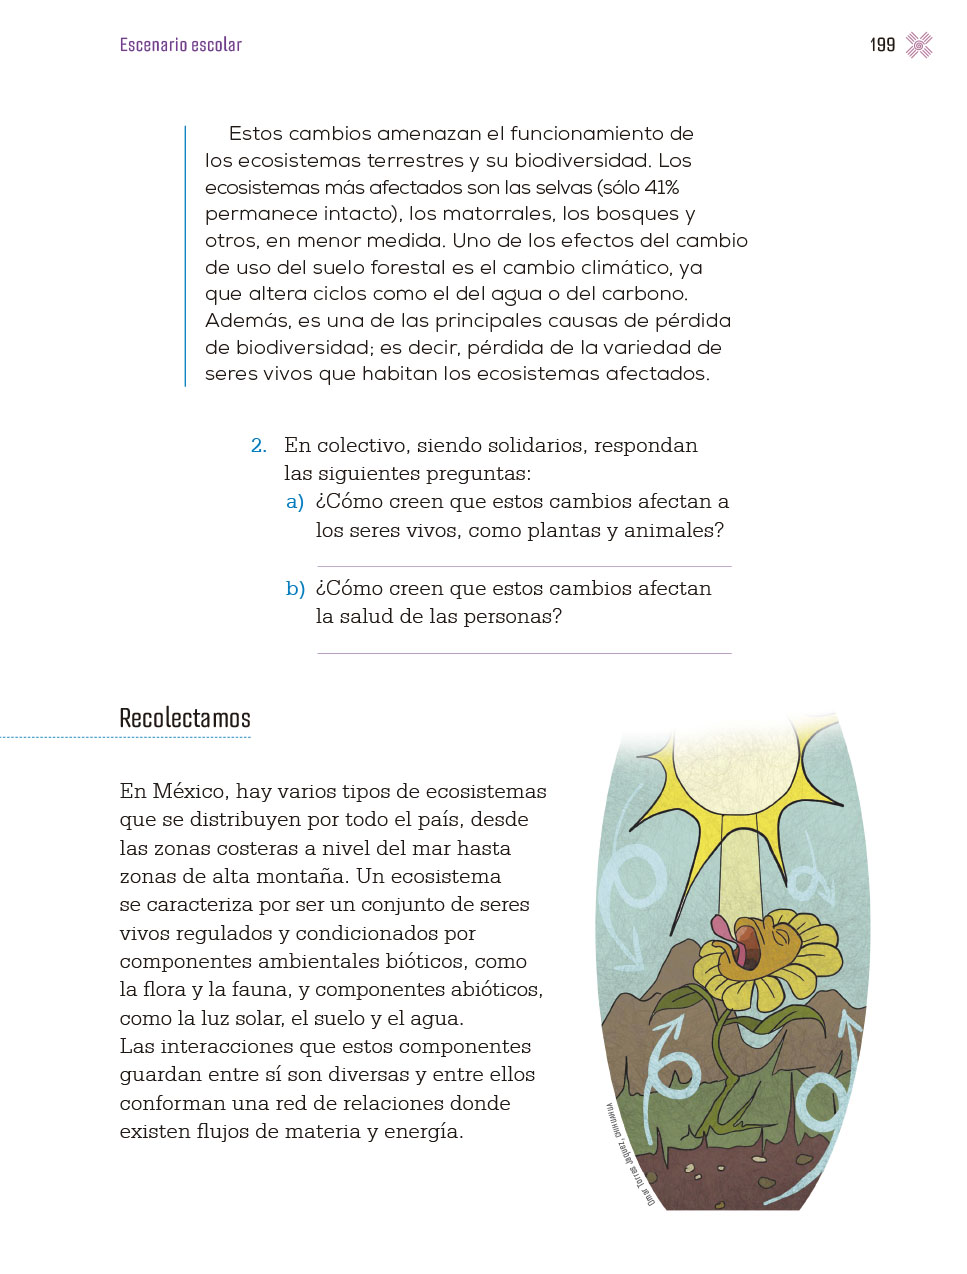 Escenario escolar
199
Estos cambios amenazan el funcionamiento de
los ecosistemas terrestres y su biodiversidad. Los
ecosistemas más afectados son las selvas (sólo 41%
permanece intacto), los matorrales, los bosques y
otros, en menor medida. Uno de los efectos del cambio
de uso del suelo forestal es el cambio climático, ya
que altera ciclos como el del agua o del carbono.
Además, es una de las principales causas de pérdida
de biodiversidad; es decir, pérdida de la variedad de
seres vivos que habitan los ecosistemas afectados.
2. En colectivo, siendo solidarios, respondan
las siguientes preguntas:
a) ¿Cómo creen que estos cambios afectan a
los seres vivos, como plantas y animales?
b) ¿Cómo creen que estos cambios afectan
la salud de las personas?
Recolectamos
En México, hay varios tipos de ecosistemas
que se distribuyen por todo el país, desde
las zonas costeras a nivel del mar hasta
zonas de alta montaña. Un ecosistema
se caracteriza por ser un conjunto de seres
vivos regulados y condicionados por
componentes ambientales bióticos, como
la flora y la fauna, y componentes abióticos,
como la luz solar, el suelo y el agua.
Las interacciones que estos componentes
guardan entre sí son diversas y entre ellos
conforman una red de relaciones donde
existen flujos de materia y energía.
Omar Torres Jaquez, CHIHUAHUA